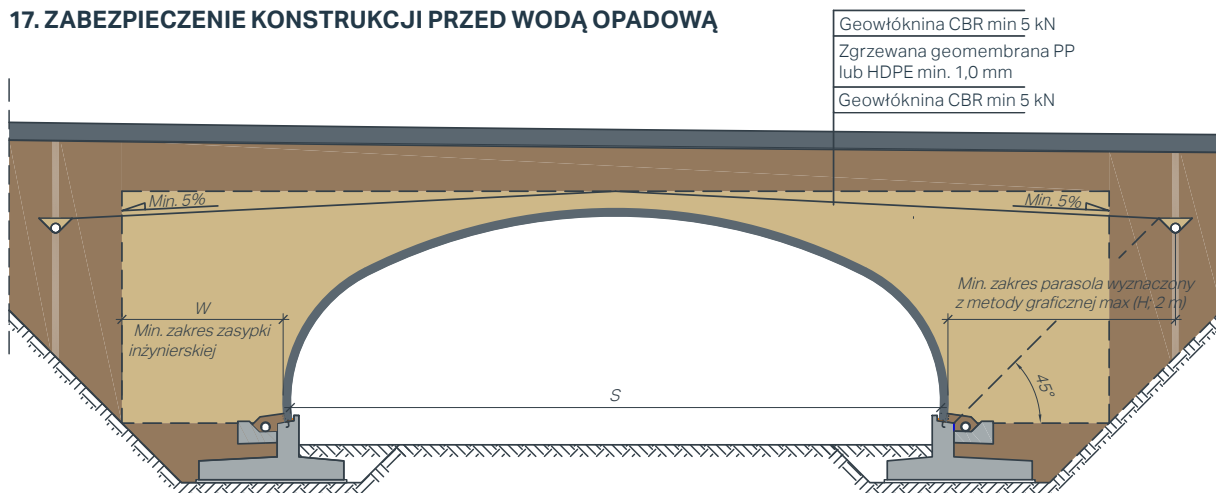 17. ZABEZPIECZENIE KONSTRUKCJI PRZED WODĄ OPADOWĄ
Geowłóknina CBR min 5 kN
Zgrzewana geomembrana PP
lub HDPE min. 1,0 mm
Geowłóknina CBR min 5 kN
Min. 5%
Min. 5%
W
Min. zakres zasypki
inżynierskiej
Min. zakres parasola wyznaczony
z metody graficznej max (H; 2 m)
S
45°